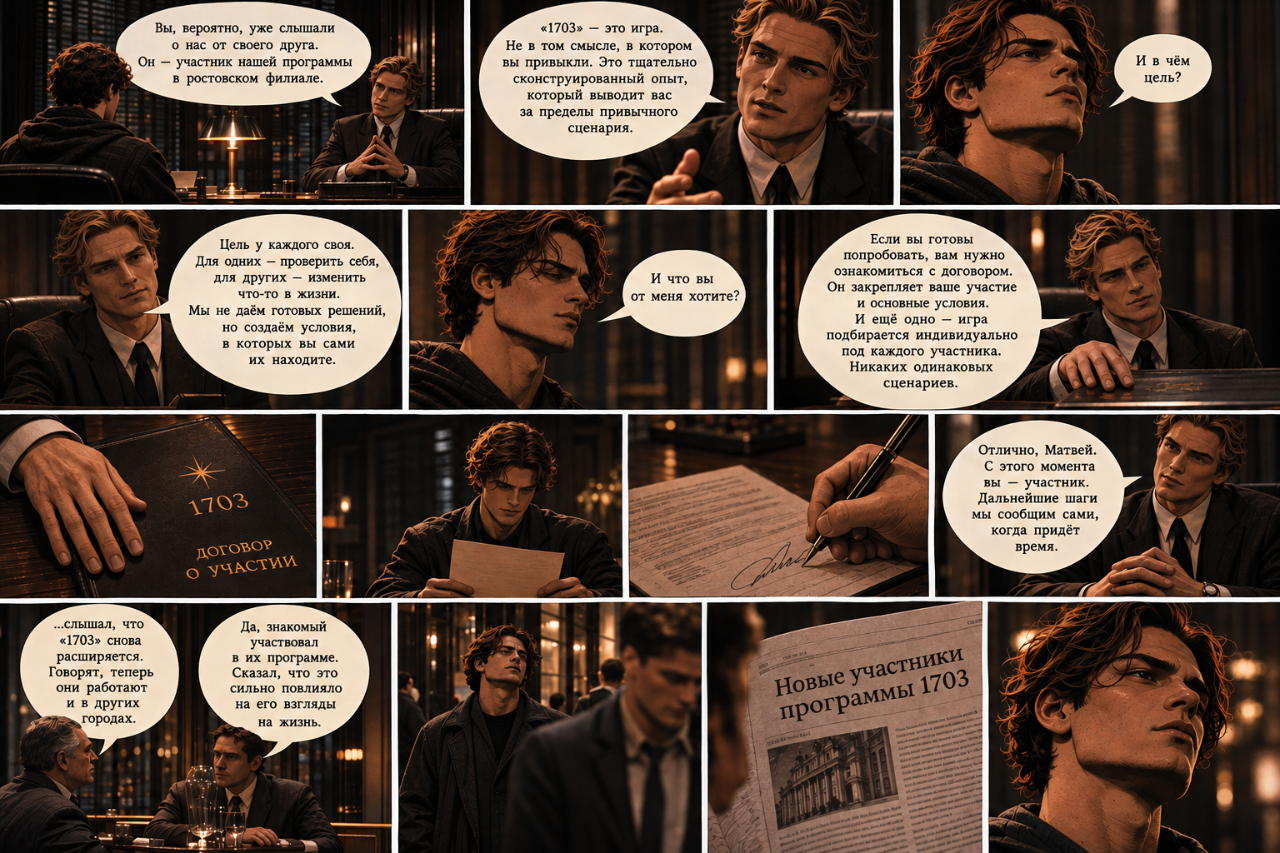 Вы, вероятно, уже слышали
о нас от своего друга.
Он — участник нашей программы
в ростовском филиале.
«1703» — это игра.
Не в том смысле, в котором
вы привыкли. Это тщательно
сконструированный опыт,
который выводит вас
за пределы привычного
сценария.
И в чём
цель?
Цель у каждого своя.
Для одних — проверить себя,
для других — изменить
что-то в жизни.
Мы не даём готовых решений,
но создаём условия,
в которых вы сами
их находите.
И что вы
от меня хотите?
Если вы готовы
попробовать, вам нужно
ознакомиться с договором.
Он закрепляет ваше участие
и основные условия.
И ещё одно — игра
подбирается индивидуально
под каждого участника.
Никаких одинаковых
сценариев.
1703
ДОГОВОР
О УЧАСТИИ
Отлично, Матвей.
С этого момента
вы — участник.
Дальнейшие шаги
мы сообщим сами,
когда придёт
время.
...слышал, что
«1703» снова
расширяется.
Говорят, теперь
они работают
и в других
городах.
Да, знакомый
участвовал
в их программе.
Сказал, что это
сильно повлияло
на его взгляды
на жизнь.
Новые участники
программы 1703